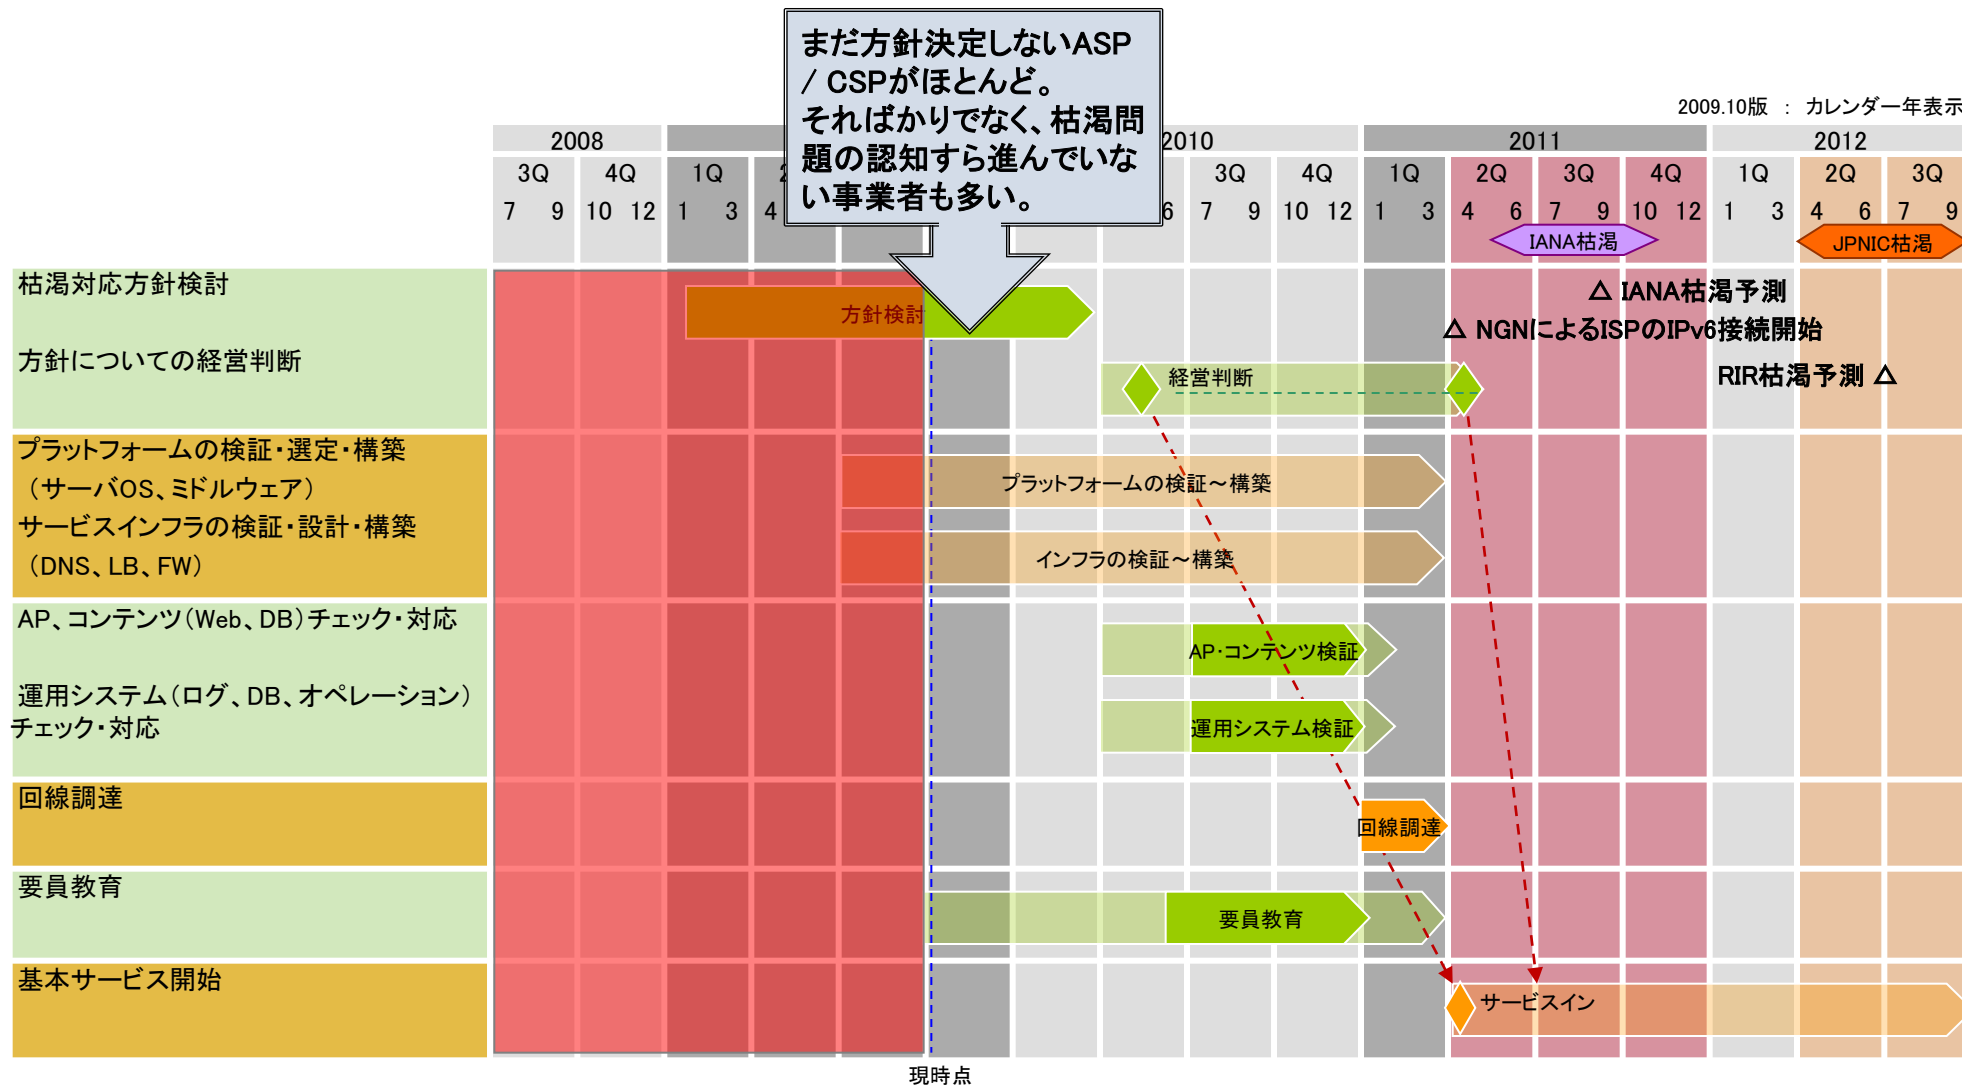 まだ方針決定しないASP
/ CSPがほとんど。
そればかりでなく、枯渇問
題の認知すら進んでいな
い事業者も多い。
2009.10版 ： カレンダー年表示
2008 2010 2011 2012
3Q 4Q 1Q 3Q 4Q 1Q 2Q 3Q 4Q 1Q 2Q 3Q
7 9 10 12 1 3 4 6 7 9 10 12 1 3 4 6 7 9 10 12 1 3 4 6 7 9
IANA枯渇 JPNIC枯渇
枯渇対応方針検討
方針検討
△ IANA枯渇予測
△ NGNによるISPのIPv6接続開始
方針についての経営判断
経営判断
RIR枯渇予測 △
プラットフォームの検証・選定・構築
（サーバOS、ミドルウェア）
プラットフォームの検証～構築
サービスインフラの検証・設計・構築
（DNS、LB、FW）
インフラの検証～構築
AP、コンテンツ（Web、DB）チェック・対応
AP・コンテンツ検証
運用システム（ログ、DB、オペレーション）
チェック・対応
運用システム検証
回線調達
回線調達
要員教育
要員教育
基本サービス開始
サービスイン
現時点